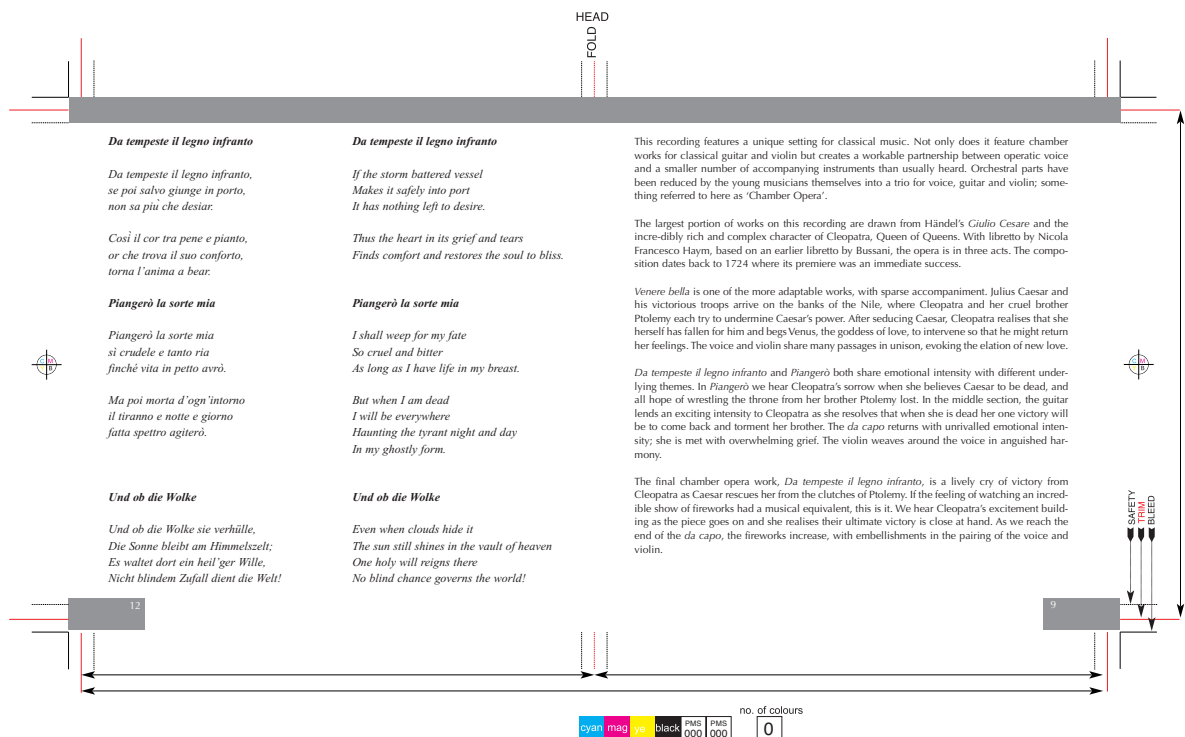 HEAD
FOLD
Da tempeste il legno infranto
Da tempeste il legno infranto,
se poi salvo giunge in porto,
non sa più che desiar.
Così il cor tra pene e pianto,
or che trova il suo conforto,
torna l'anima a bear.
Piangerò la sorte mia
Piangerò la sorte mia
sì crudele e tanto ria
finché vita in petto avrò.
Ma poi morta d'ogn'intorno
il tiranno e notte e giorno
fatta spettro agiterò.
Und ob die Wolke
Und ob die Wolke sie verhülle,
Die Sonne bleibt am Himmelszelt;
Es waltet dort ein heil'ger Wille,
Nicht blindem Zufall dient die Welt!
12
Da tempeste il legno infranto
If the storm battered vessel
Makes it safely into port
It has nothing left to desire.
Thus the heart in its grief and tears
Finds comfort and restores the soul to bliss.
Piangerò la sorte mia
I shall weep for my fate
So cruel and bitter
As long as I have life in my breast.
But when I am dead
I will be everywhere
Haunting the tyrant night and day
In my ghostly form.
Und ob die Wolke
Even when clouds hide it
The sun still shines in the vault of heaven
One holy will reigns there
No blind chance governs the world!
This recording features a unique setting for classical music. Not only does it feature chamber
works for classical guitar and violin but creates a workable partnership between operatic voice
and a smaller number of accompanying instruments than usually heard. Orchestral parts have
been reduced by the young musicians themselves into a trio for voice, guitar and violin; some-
thing referred to here as 'Chamber Opera'.
The largest portion of works on this recording are drawn from Händel's Giulio Cesare and the
incre-dibly rich and complex character of Cleopatra, Queen of Queens. With libretto by Nicola
Francesco Haym, based on an earlier libretto by Bussani, the opera is in three acts. The compo-
sition dates back to 1724 where its premiere was an immediate success.
Venere bella is one of the more adaptable works, with sparse accompaniment. Julius Caesar and
his victorious troops arrive on the banks of the Nile, where Cleopatra and her cruel brother
Ptolemy each try to undermine Caesar's power. After seducing Caesar, Cleopatra realises that she
herself has fallen for him and begs Venus, the goddess of love, to intervene so that he might return
her feelings. The voice and violin share many passages in unison, evoking the elation of new love.
Da tempeste il legno infranto and Piangerò both share emotional intensity with different under-
lying themes. In Piangerò we hear Cleopatra's sorrow when she believes Caesar to be dead, and
all hope of wrestling the throne from her brother Ptolemy lost. In the middle section, the guitar
lends an exciting intensity to Cleopatra as she resolves that when she is dead her one victory will
be to come back and torment her brother. The da capo returns with unrivalled emotional inten-
sity; she is met with overwhelming grief. The violin weaves around the voice in anguished har-
mony.
The final chamber opera work, Da tempeste il legno infranto, is a lively cry of victory from
Cleopatra as Caesar rescues her from the clutches of Ptolemy. If the feeling of watching an incred-
ible show of fireworks had a musical equivalent, this is it. We hear Cleopatra's excitement build-
ing as the piece goes on and she realises their ultimate victory is close at hand. As we reach the
end of the da capo, the fireworks increase, with embellishments in the pairing of the voice and
violin.
9
C M
B
C M
B
SAFETY
TRIM
BLEED
no. of colours
cyan mag ye black PMS 000 PMS 000 0